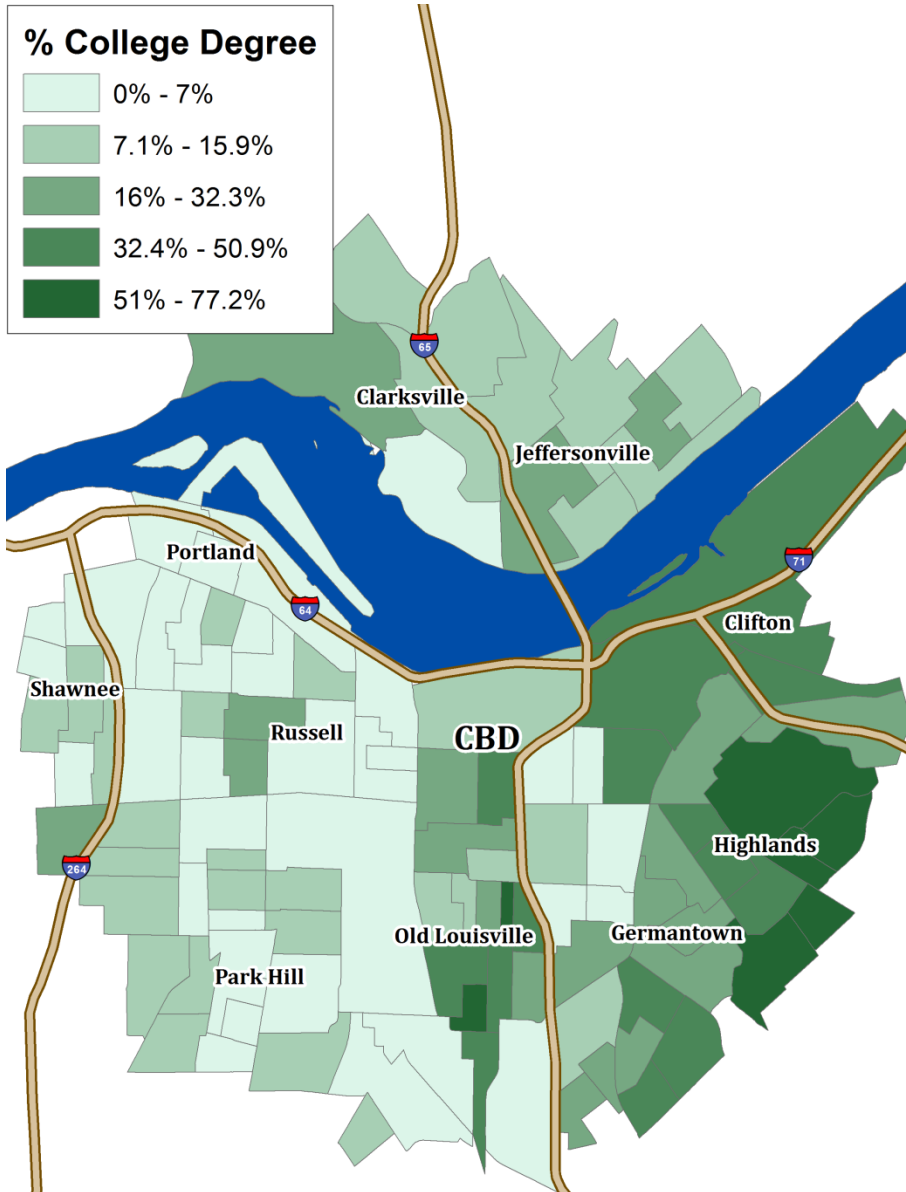 % College Degree
0% - 7%
7.1% - 15.9%
16% - 32.3%
32.4% - 50.9%
51% - 77.2%
65
Clarksville
Jeffersonville
Portland
71
64
Clifton
Shawnee
Russell
CBD
Highlands
264
Old Louisville
Germantown
Park Hill